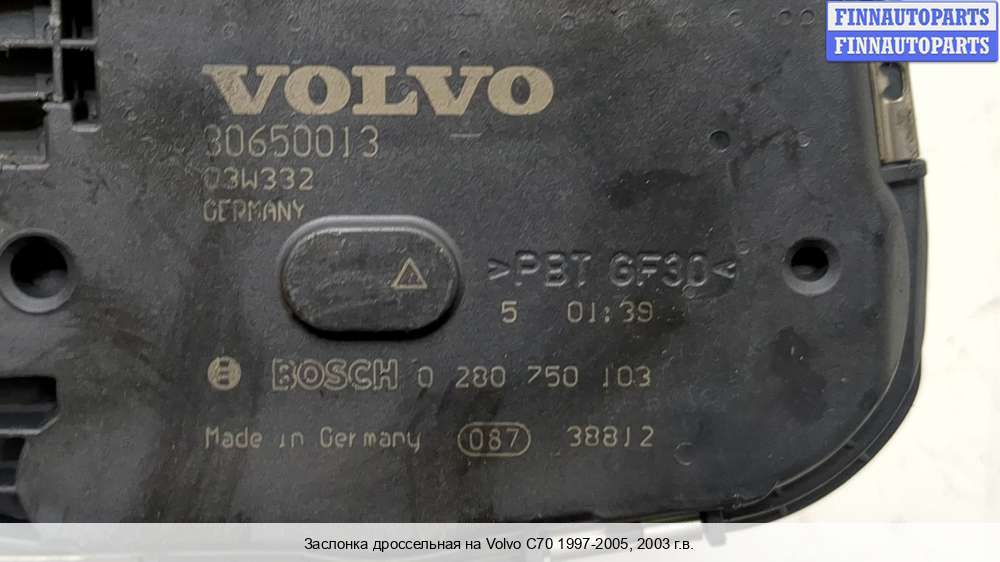 FINNAUTOPARTS
FINNAUTOPARTS
VOLVO
30650013
03W332
GERMANY
>PBT GF30<
5 01:39
BOSCH 0 280 750 103
Made in Germany 087 38812
Заслонка дроссельная на Volvo C70 1997-2005, 2003 г.в.